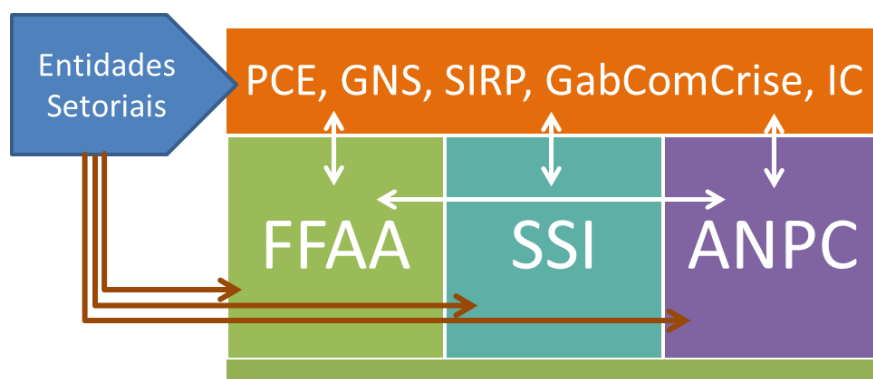 Entidades
Setoriais
PCE, GNS, SIRP, GabComCrise, IC
FFAA
SSI
ANPC